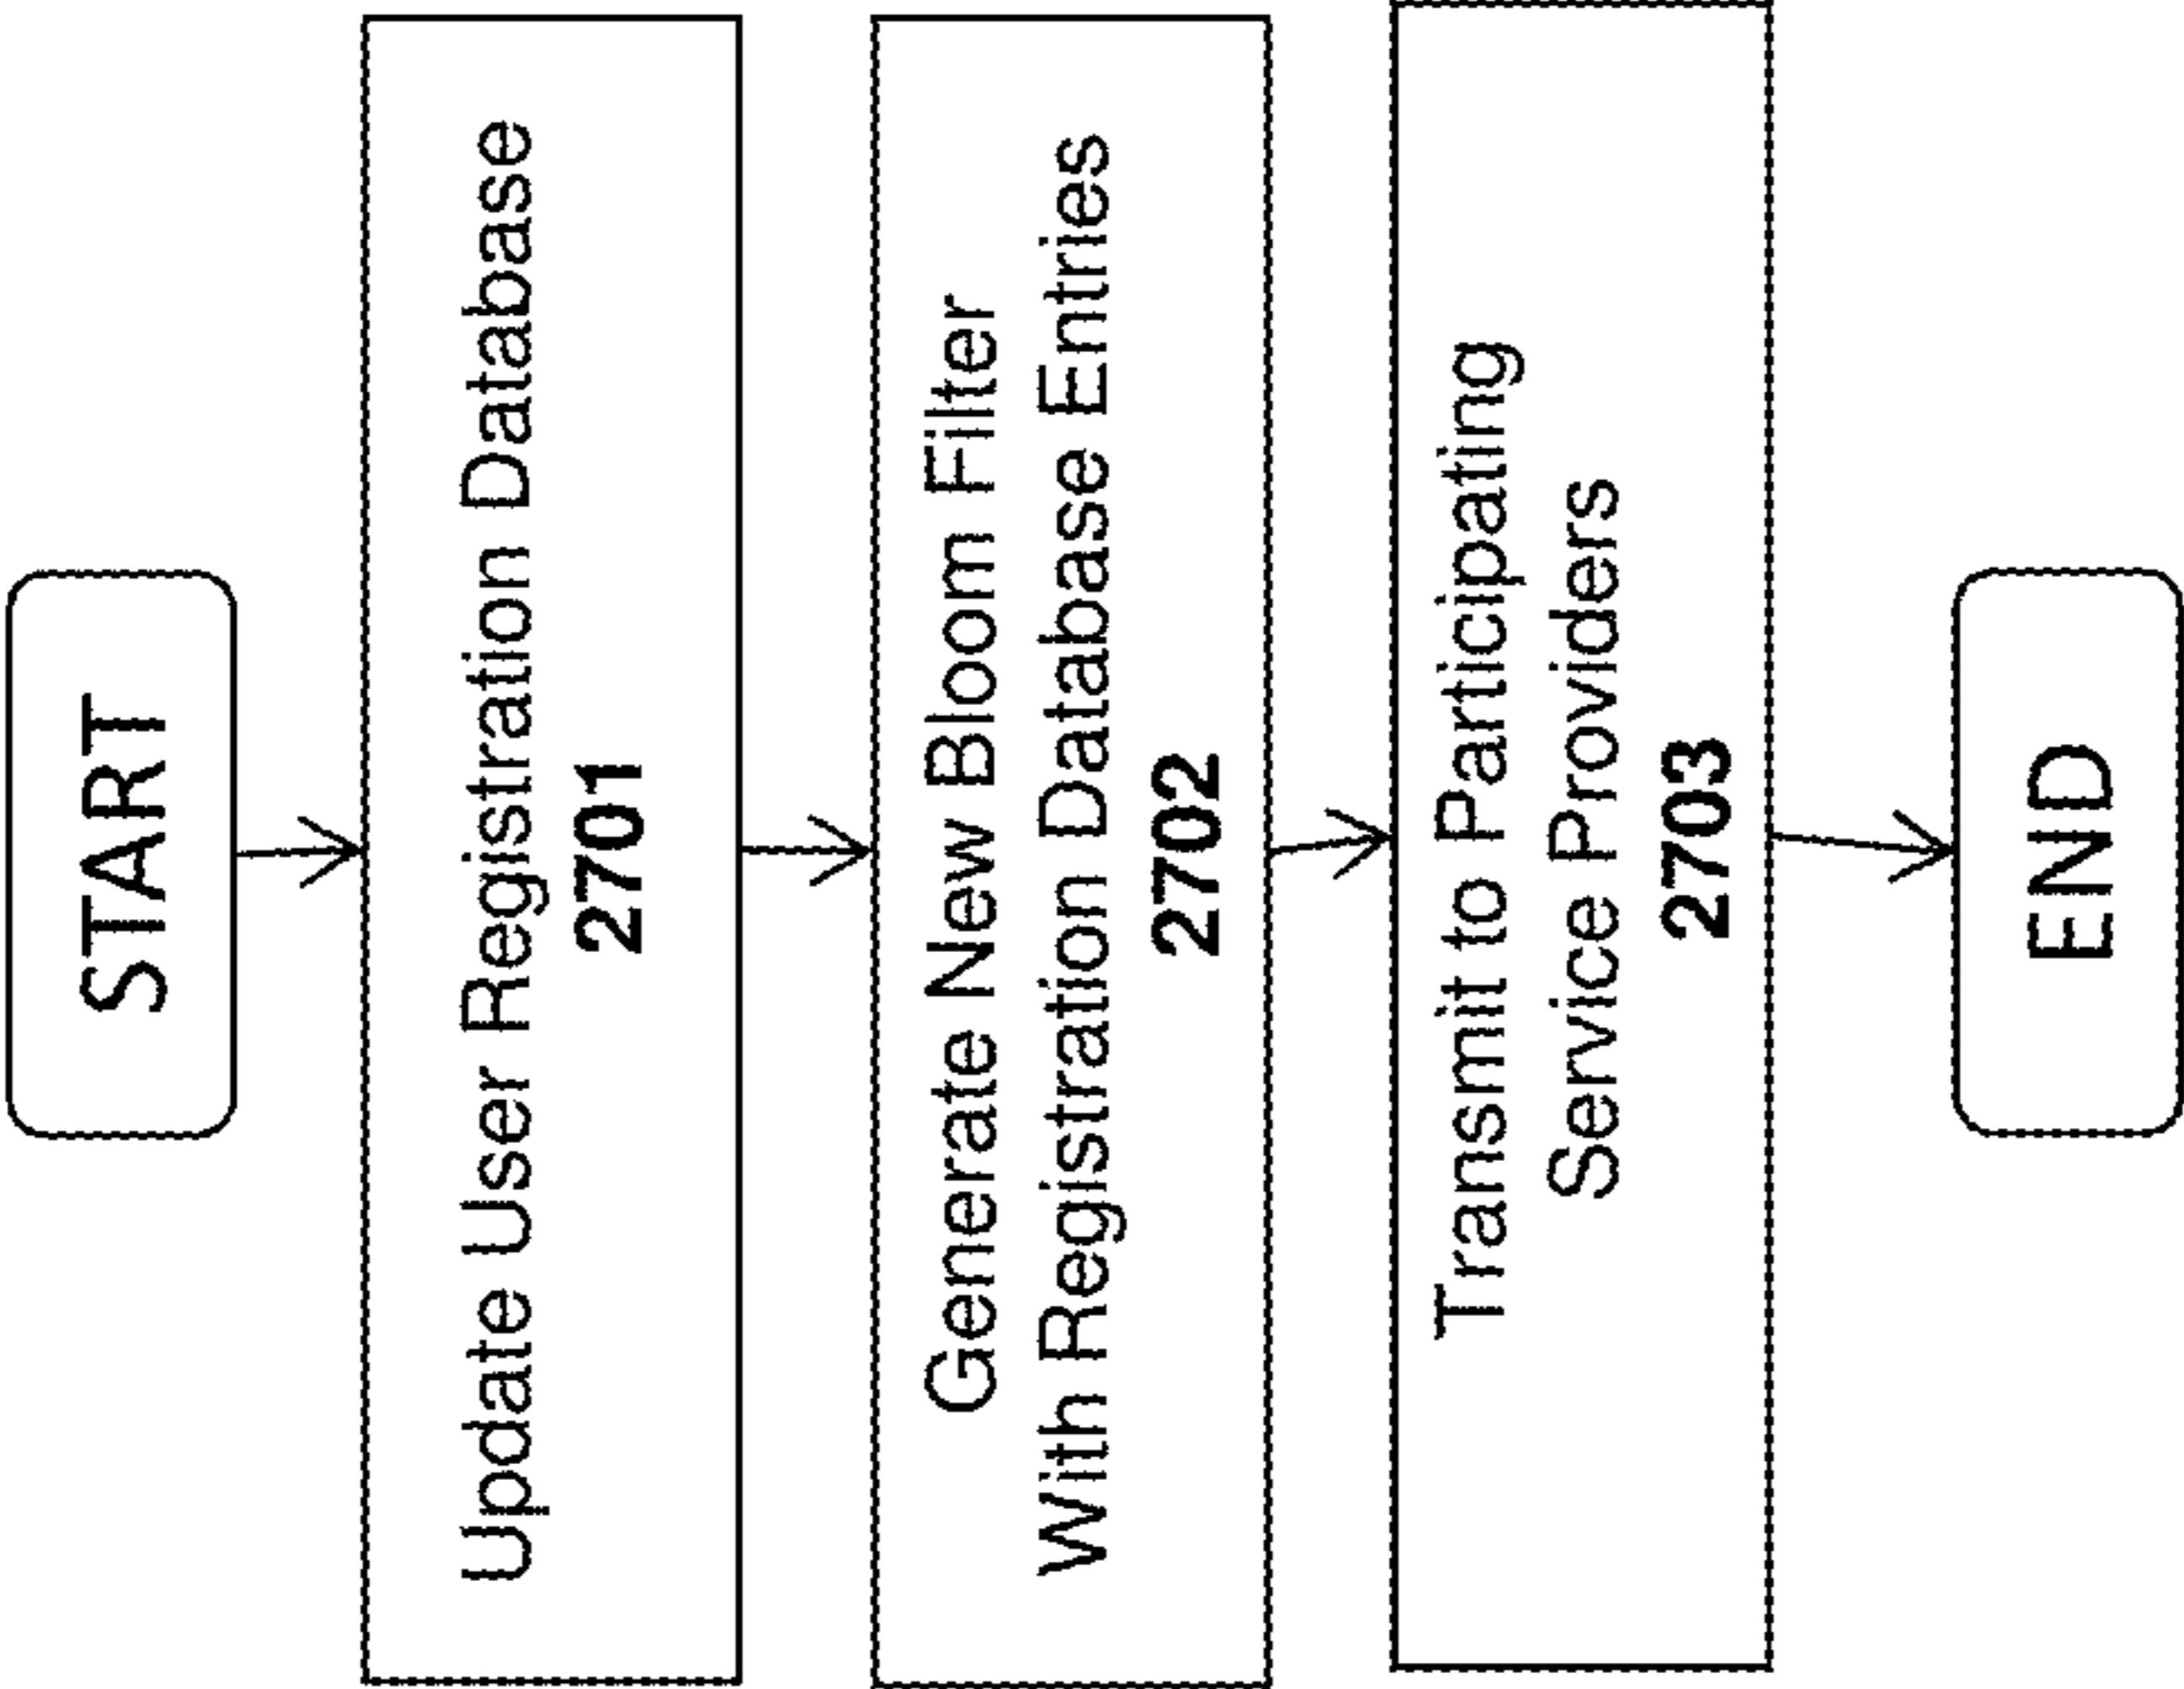 START
Update User Registration Database
2701
Generate New Bloom Filter
With Registration Database Entries
2702
Transmit to Participating
Service Providers
2703
END